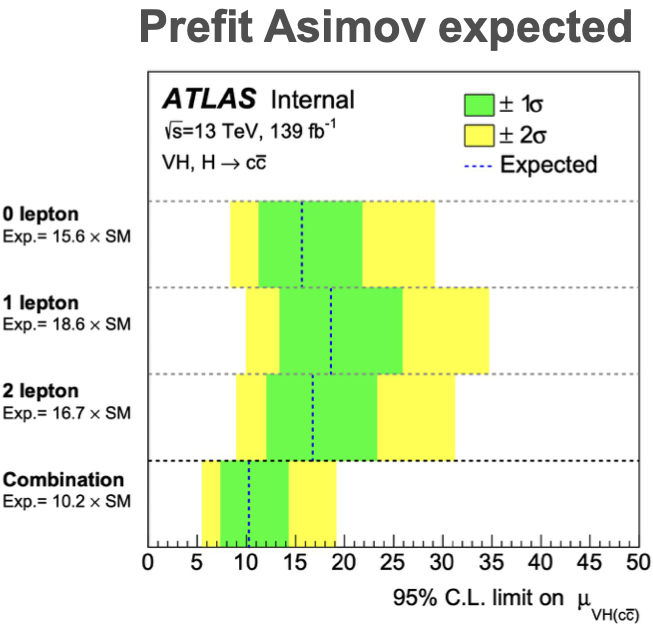 Prefit Asimov expected
ATLAS Internal
√s=13 TeV, 139 fb⁻¹
VH, H → cc̅
± 1σ
± 2σ
Expected
0 lepton
Exp.= 15.6 × SM
1 lepton
Exp.= 18.6 × SM
2 lepton
Exp.= 16.7 × SM
Combination
Exp.= 10.2 × SM
0 5 10 15 20 25 30 35 40 45 50
95% C.L. limit on μ VH(cc̅)